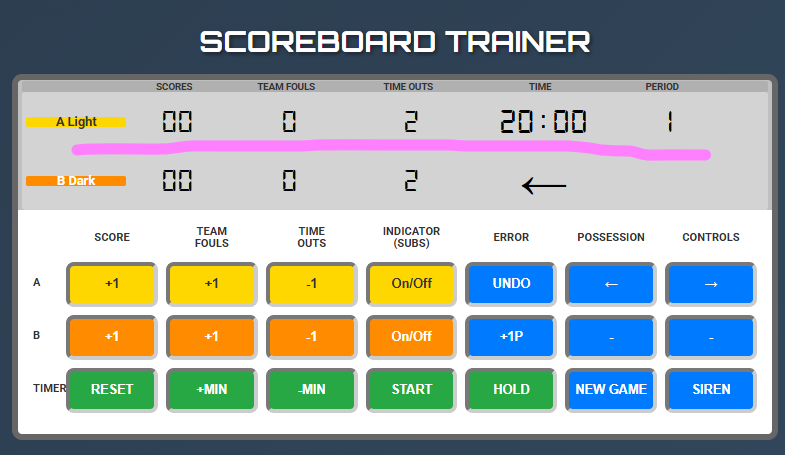 SCOREBOARD TRAINER
SCORES TEAM FOULS TIME OUTS TIME PERIOD
A Light 00 0 2 20:00 1
B Dark 00 0 2 ←
SCORE TEAM FOULS TIME OUTS INDICATOR (SUBS) ERROR POSSESSION CONTROLS
A +1 +1 -1 On/Off UNDO ← →
B +1 +1 -1 On/Off +1P - -
TIMER RESET +MIN -MIN START HOLD NEW GAME SIREN